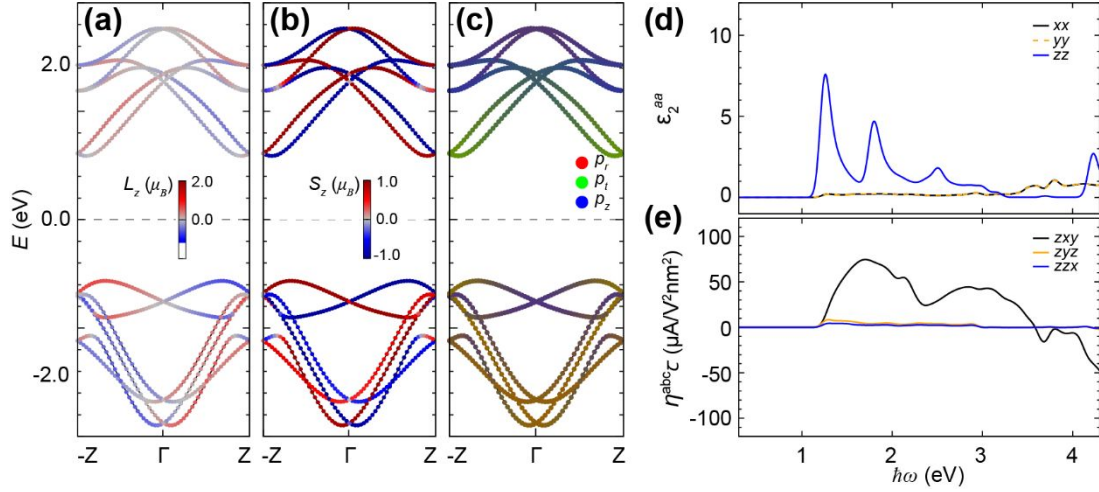 (a)
(b)
(c)
(d)
(e)
E (eV)
2.0
0.0
-2.0
L_z (μ_B)
2.0
0.0
S_z (μ_B)
1.0
0.0
-1.0
p_r
p_t
p_z
-Z Γ Z
-Z Γ Z
-Z Γ Z
ε_2^{aa}
10
5
0
xx
yy
zz
η^{abc}τ (μA/V²nm²)
100
50
0
-50
-100
zxy
zyz
zzx
1 2 3 4
ħω (eV)